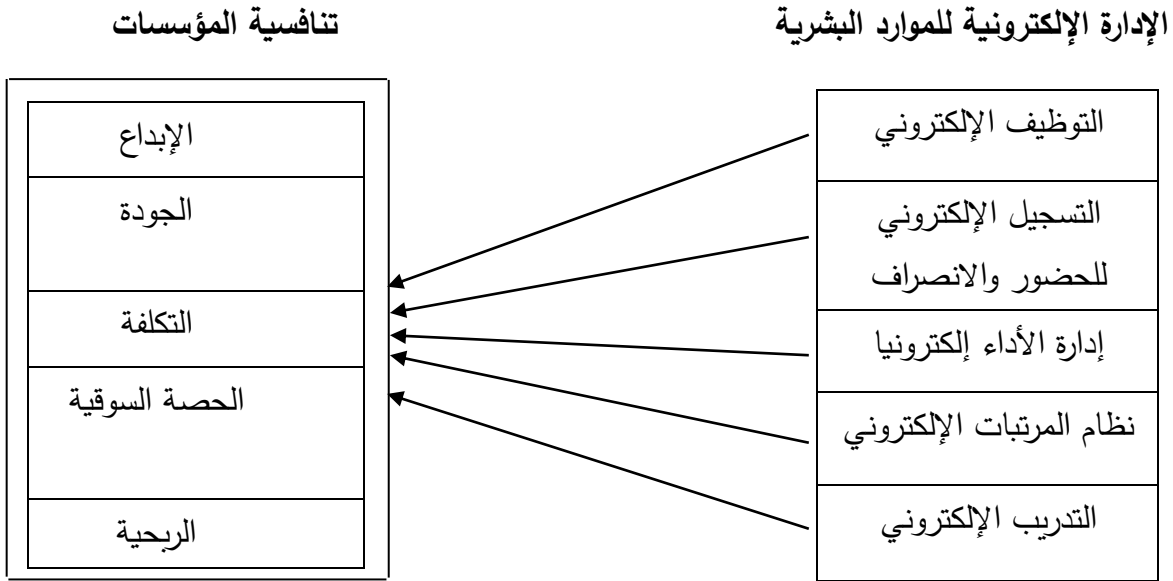 الإدارة الإلكترونية للموارد البشرية
التوظيف الإلكتروني
التسجيل الإلكتروني
للحضور والانصراف
إدارة الأداء إلكترونيا
نظام المرتبات الإلكتروني
التدريب الإلكتروني
تنافسية المؤسسات
الإبداع
الجودة
التكلفة
الحصة السوقية
الربحية